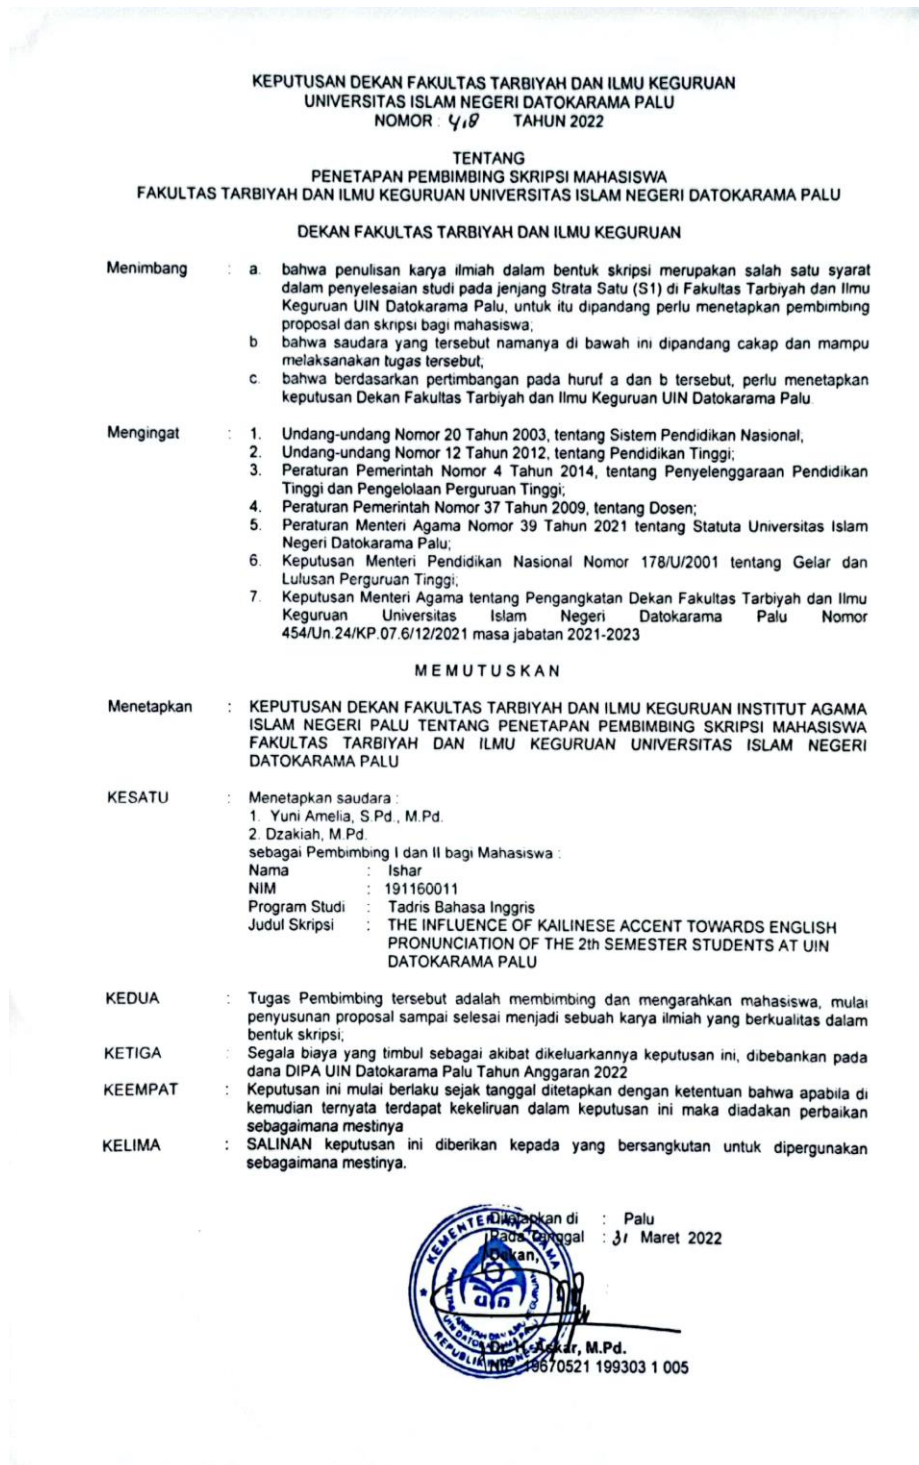 KEPUTUSAN DEKAN FAKULTAS TARBIYAH DAN ILMU KEGURUAN
UNIVERSITAS ISLAM NEGERI DATOKARAMA PALU
NOMOR : TAHUN 2022
TENTANG
PENETAPAN PEMBIMBING SKRIPSI MAHASISWA
FAKULTAS TARBIYAH DAN ILMU KEGURUAN UNIVERSITAS ISLAM NEGERI DATOKARAMA PALU
DEKAN FAKULTAS TARBIYAH DAN ILMU KEGURUAN
Menimbang : a. bahwa penulisan karya ilmiah dalam bentuk skripsi merupakan salah satu syarat
dalam penyelesaian studi pada jenjang Strata Satu (S1) di Fakultas Tarbiyah dan Ilmu
Keguruan UIN Datokarama Palu, untuk itu dipandang perlu menetapkan pembimbing
proposal dan skripsi bagi mahasiswa;
b bahwa saudara yang tersebut namanya di bawah ini dipandang cakap dan mampu
melaksanakan tugas tersebut;
c. bahwa berdasarkan pertimbangan pada huruf a dan b tersebut, perlu menetapkan
keputusan Dekan Fakultas Tarbiyah dan Ilmu Keguruan UIN Datokarama Palu.
Mengingat : 1. Undang-undang Nomor 20 Tahun 2003, tentang Sistem Pendidikan Nasional;
2. Undang-undang Nomor 12 Tahun 2012, tentang Pendidikan Tinggi;
3. Peraturan Pemerintah Nomor 4 Tahun 2014, tentang Penyelenggaraan Pendidikan
Tinggi dan Pengelolaan Perguruan Tinggi;
4. Peraturan Pemerintah Nomor 37 Tahun 2009, tentang Dosen;
5. Peraturan Menteri Agama Nomor 39 Tahun 2021 tentang Statuta Universitas Islam
Negeri Datokarama Palu;
6. Keputusan Menteri Pendidikan Nasional Nomor 178/U/2001 tentang Gelar dan
Lulusan Perguruan Tinggi;
7. Keputusan Menteri Agama tentang Pengangkatan Dekan Fakultas Tarbiyah dan Ilmu
Keguruan Universitas Islam Negeri Datokarama Palu Nomor
454/Un.24/KP.07.6/12/2021 masa jabatan 2021-2023
MEMUTUSKAN
Menetapkan : KEPUTUSAN DEKAN FAKULTAS TARBIYAH DAN ILMU KEGURUAN INSTITUT AGAMA
ISLAM NEGERI PALU TENTANG PENETAPAN PEMBIMBING SKRIPSI MAHASISWA
FAKULTAS TARBIYAH DAN ILMU KEGURUAN UNIVERSITAS ISLAM NEGERI
DATOKARAMA PALU
KESATU : Menetapkan saudara :
1. Yuni Amelia, S.Pd., M.Pd.
2. Dzakiah, M.Pd.
sebagai Pembimbing I dan II bagi Mahasiswa :
Nama : Ishar
NIM : 191160011
Program Studi : Tadris Bahasa Inggris
Judul Skripsi : THE INFLUENCE OF KAILINESE ACCENT TOWARDS ENGLISH
PRONUNCIATION OF THE 2th SEMESTER STUDENTS AT UIN
DATOKARAMA PALU
KEDUA : Tugas Pembimbing tersebut adalah membimbing dan mengarahkan mahasiswa, mulai
penyusunan proposal sampai selesai menjadi sebuah karya ilmiah yang berkualitas dalam
bentuk skripsi;
KETIGA : Segala biaya yang timbul sebagai akibat dikeluarkannya keputusan ini, dibebankan pada
dana DIPA UIN Datokarama Palu Tahun Anggaran 2022
KEEMPAT : Keputusan ini mulai berlaku sejak tanggal ditetapkan dengan ketentuan bahwa apabila di
kemudian ternyata terdapat kekeliruan dalam keputusan ini maka diadakan perbaikan
sebagaimana mestinya
KELIMA : SALINAN keputusan ini diberikan kepada yang bersangkutan untuk dipergunakan
sebagaimana mestinya.
Ditetapkan di : Palu
Pada Tanggal : 31 Maret 2022
Dekan,
KEMENTERIAN AGAMA
FAKULTAS TARBIYAH DAN ILMU KEGURUAN
UIN DATOKARAMA PALU
REPUBLIK INDONESIA
Dr. H. Askar, M.Pd.
NIP. 19670521 199303 1 005